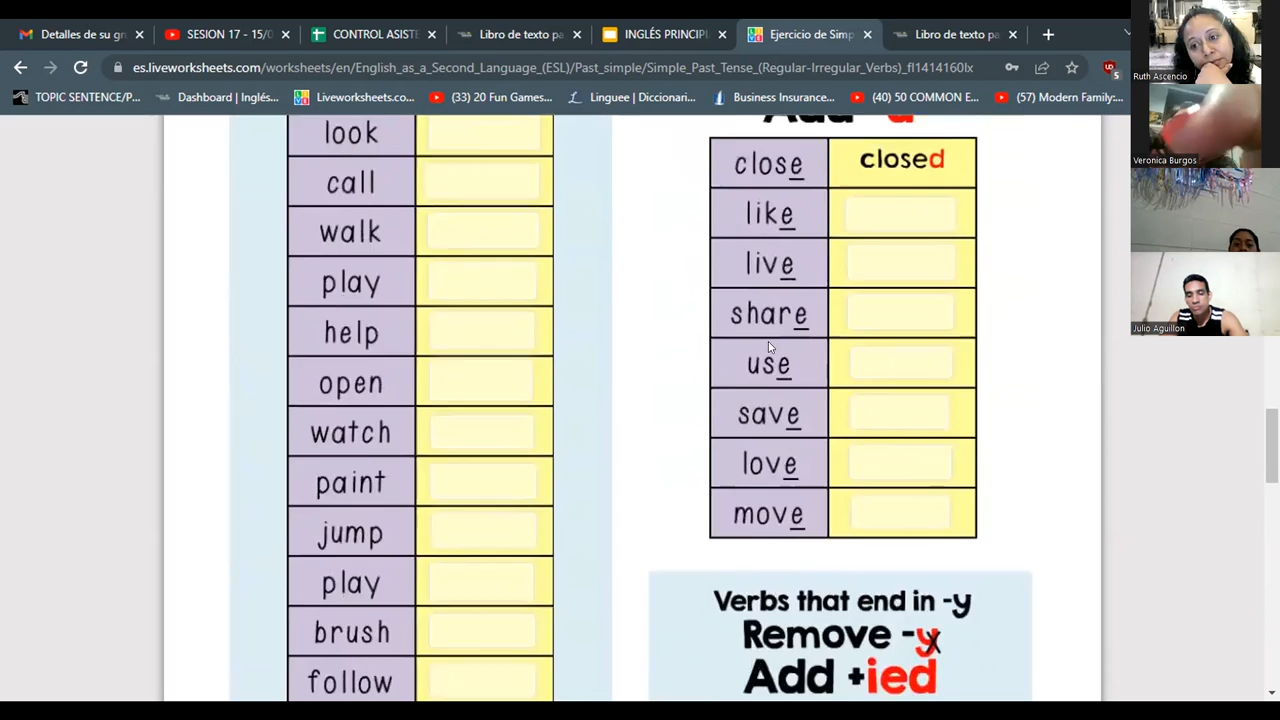 Detalles de su gru
SESION 17 - 15/0
CONTROL ASISTE
Libro de texto pa
INGLÉS PRINCIPI
Ejercicio de Simp
Libro de texto pa
es.liveworksheets.com/worksheets/en/English_as_a_Second_Language_(ESL)/Past_simple/Simple_Past_Tense_(Regular-Irregular_Verbs)_fl1414160lx
TOPIC SENTENCE/P...
Dashboard | Inglés...
Liveworksheets.co...
(33) 20 Fun Games...
Linguee | Diccionari...
Business Insurance...
(40) 50 COMMON E...
(57) Modern Family:...
look
call
walk
play
help
open
watch
paint
jump
play
brush
follow
Add -d
close closed
like
live
share
use
save
love
move
Verbs that end in -y
Remove -y
Add +ied
Ruth Ascencio
Veronica Burgos
Julio Aguillon